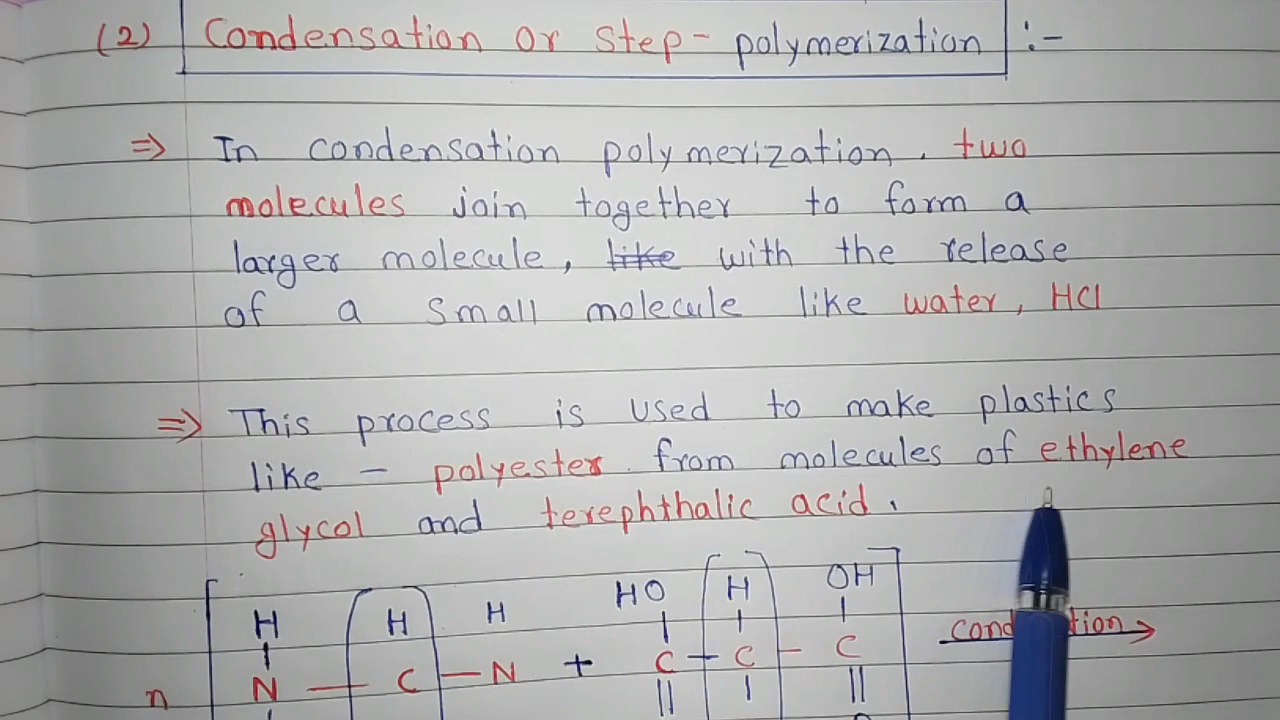 (2) Condensation or step- polymerization :-
⇒ In condensation polymerization, two
molecules join together to form a
larger molecule, ~~like~~ with the release
of a small molecule like water, HCl
⇒ This process is used to make plastics
like – polyester from molecules of ethylene
glycol and terephthalic acid.
H H H HO H OH
n N — C — N + C — C — C